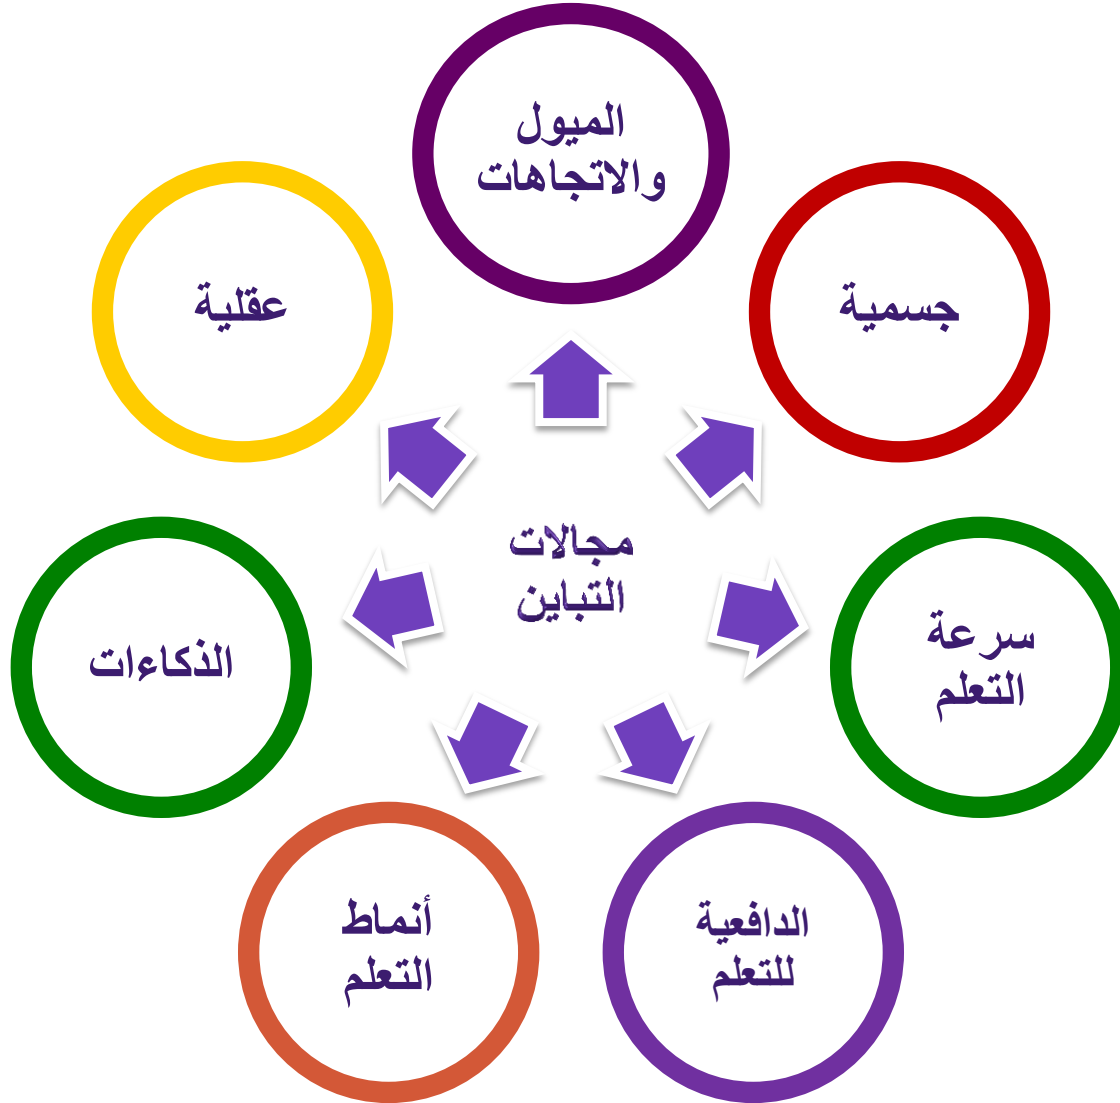 الميول
والاتجاهات
جسمية
سرعة
التعلم
الدافعية
للتعلم
أنماط
التعلم
الذكاءات
عقلية
مجالات
التباين